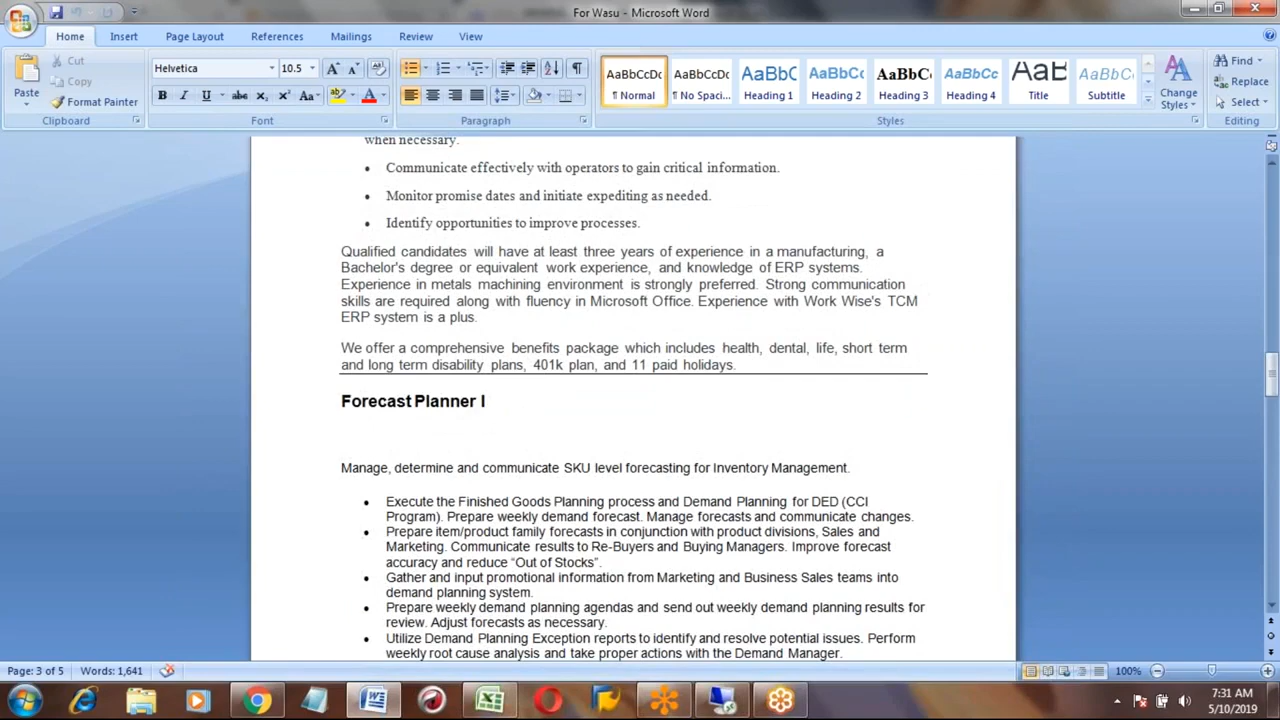 For Wasu - Microsoft Word
Home Insert Page Layout References Mailings Review View
Paste
Cut
Copy
Format Painter
Helvetica 10.5
AaBbCcDc AaBbCcDc AaBbC AaBbCc AaBbCc AaBbCc AaB AaBbCc
¶ Normal ¶ No Spaci... Heading 1 Heading 2 Heading 3 Heading 4 Title Subtitle
Change
Styles
Find
Replace
Select
Clipboard Font Paragraph Styles Editing
when necessary.
• Communicate effectively with operators to gain critical information.
• Monitor promise dates and initiate expediting as needed.
• Identify opportunities to improve processes.
Qualified candidates will have at least three years of experience in a manufacturing, a
Bachelor's degree or equivalent work experience, and knowledge of ERP systems.
Experience in metals machining environment is strongly preferred. Strong communication
skills are required along with fluency in Microsoft Office. Experience with Work Wise's TCM
ERP system is a plus.
We offer a comprehensive benefits package which includes health, dental, life, short term
and long term disability plans, 401k plan, and 11 paid holidays.
Forecast Planner I
Manage, determine and communicate SKU level forecasting for Inventory Management.
• Execute the Finished Goods Planning process and Demand Planning for DED (CCI
Program). Prepare weekly demand forecast. Manage forecasts and communicate changes.
• Prepare item/product family forecasts in conjunction with product divisions, Sales and
Marketing. Communicate results to Re-Buyers and Buying Managers. Improve forecast
accuracy and reduce “Out of Stocks”.
• Gather and input promotional information from Marketing and Business Sales teams into
demand planning system.
• Prepare weekly demand planning agendas and send out weekly demand planning results for
review. Adjust forecasts as necessary.
• Utilize Demand Planning Exception reports to identify and resolve potential issues. Perform
weekly root cause analysis and take proper actions with the Demand Manager.
Page: 3 of 5 Words: 1,641 100%
7:31 AM
5/10/2019